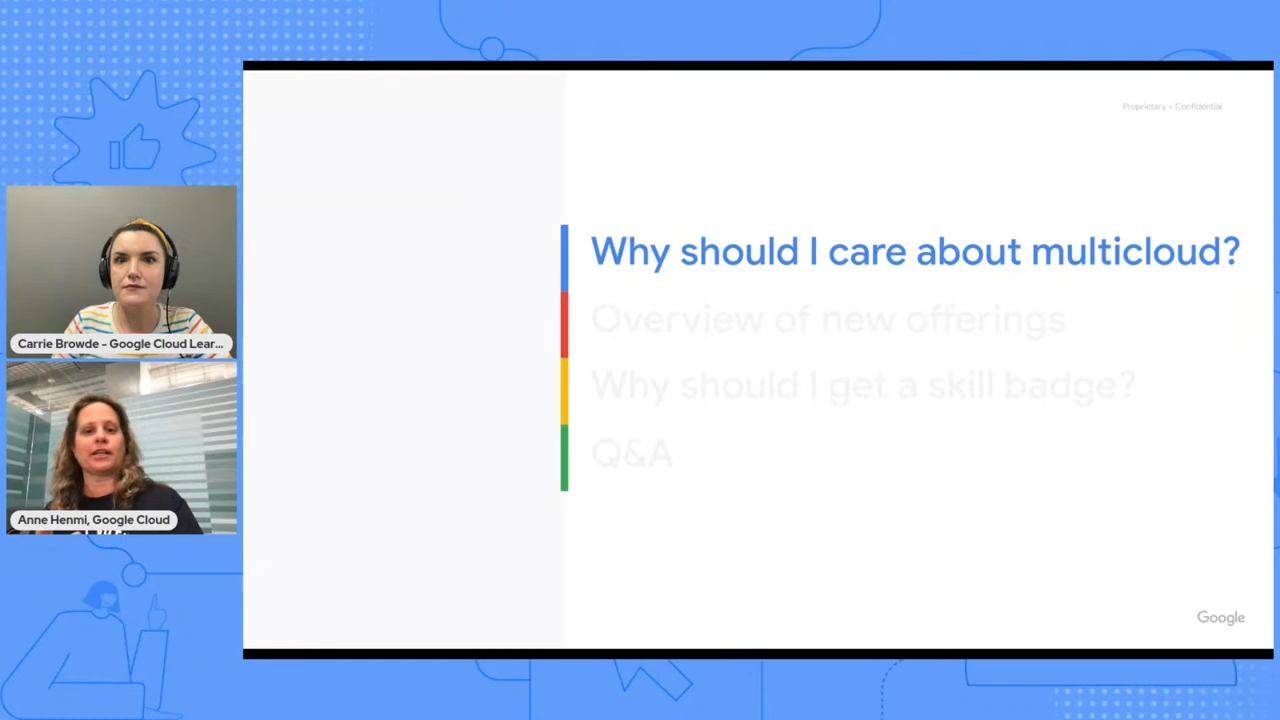 Proprietary + Confidential
Why should I care about multicloud?
Overview of new offerings
Why should I get a skill badge?
Q&A
Carrie Browde - Google Cloud Lear...
Anne Henmi, Google Cloud
Google